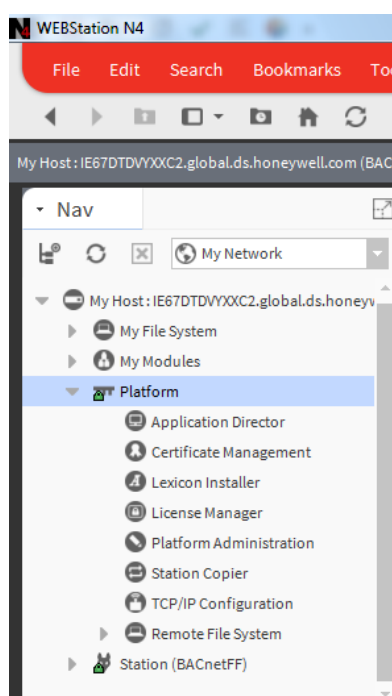 WEBStation N4
File Edit Search Bookmarks
My Host : IE67DTDVYXXC2.global.ds.honeywell.com (BAC
Nav
My Network
My Host : IE67DTDVYXXC2.global.ds.honeyw
My File System
My Modules
Platform
Application Director
Certificate Management
Lexicon Installer
License Manager
Platform Administration
Station Copier
TCP/IP Configuration
Remote File System
Station (BACnetFF)